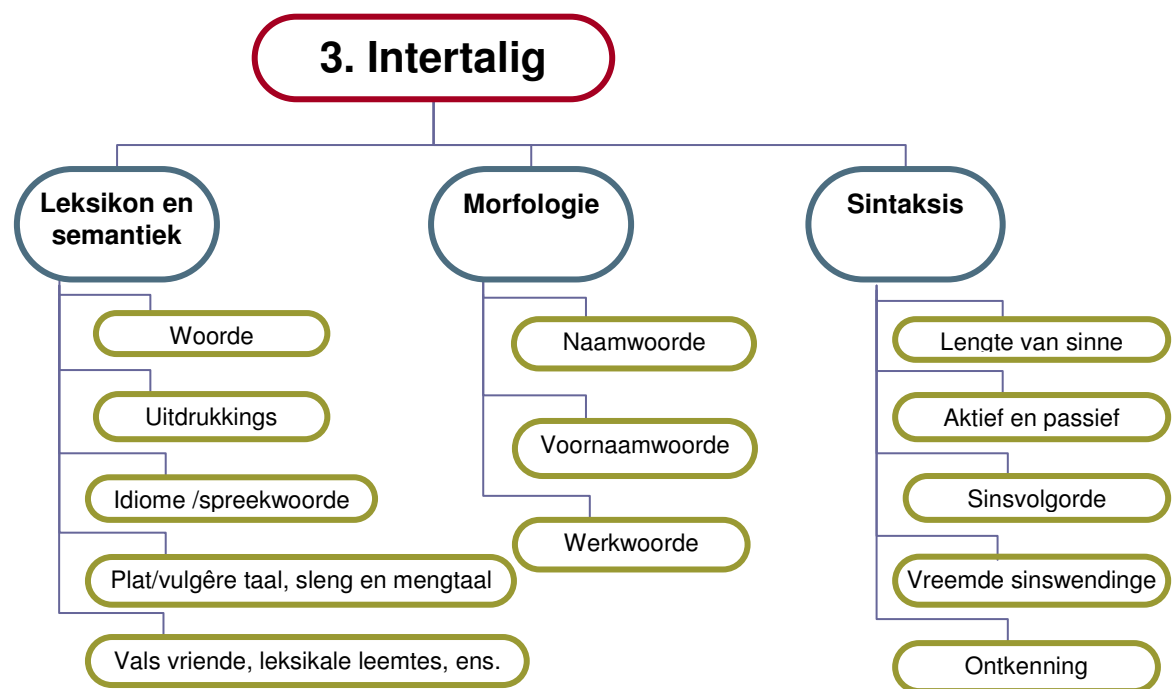 3. Intertalig
Leksikon en
semantiek
Woorde
Uitdrukkings
Idiome /spreekwoorde
Plat/vulgêre taal, sleng en mengtaal
Vals vriende, leksikale leemtes, ens.
Morfologie
Naamwoorde
Voornaamwoorde
Werkwoorde
Sintaksis
Lengte van sinne
Aktief en passief
Sinsvolgorde
Vreemde sinswendinge
Ontkenning